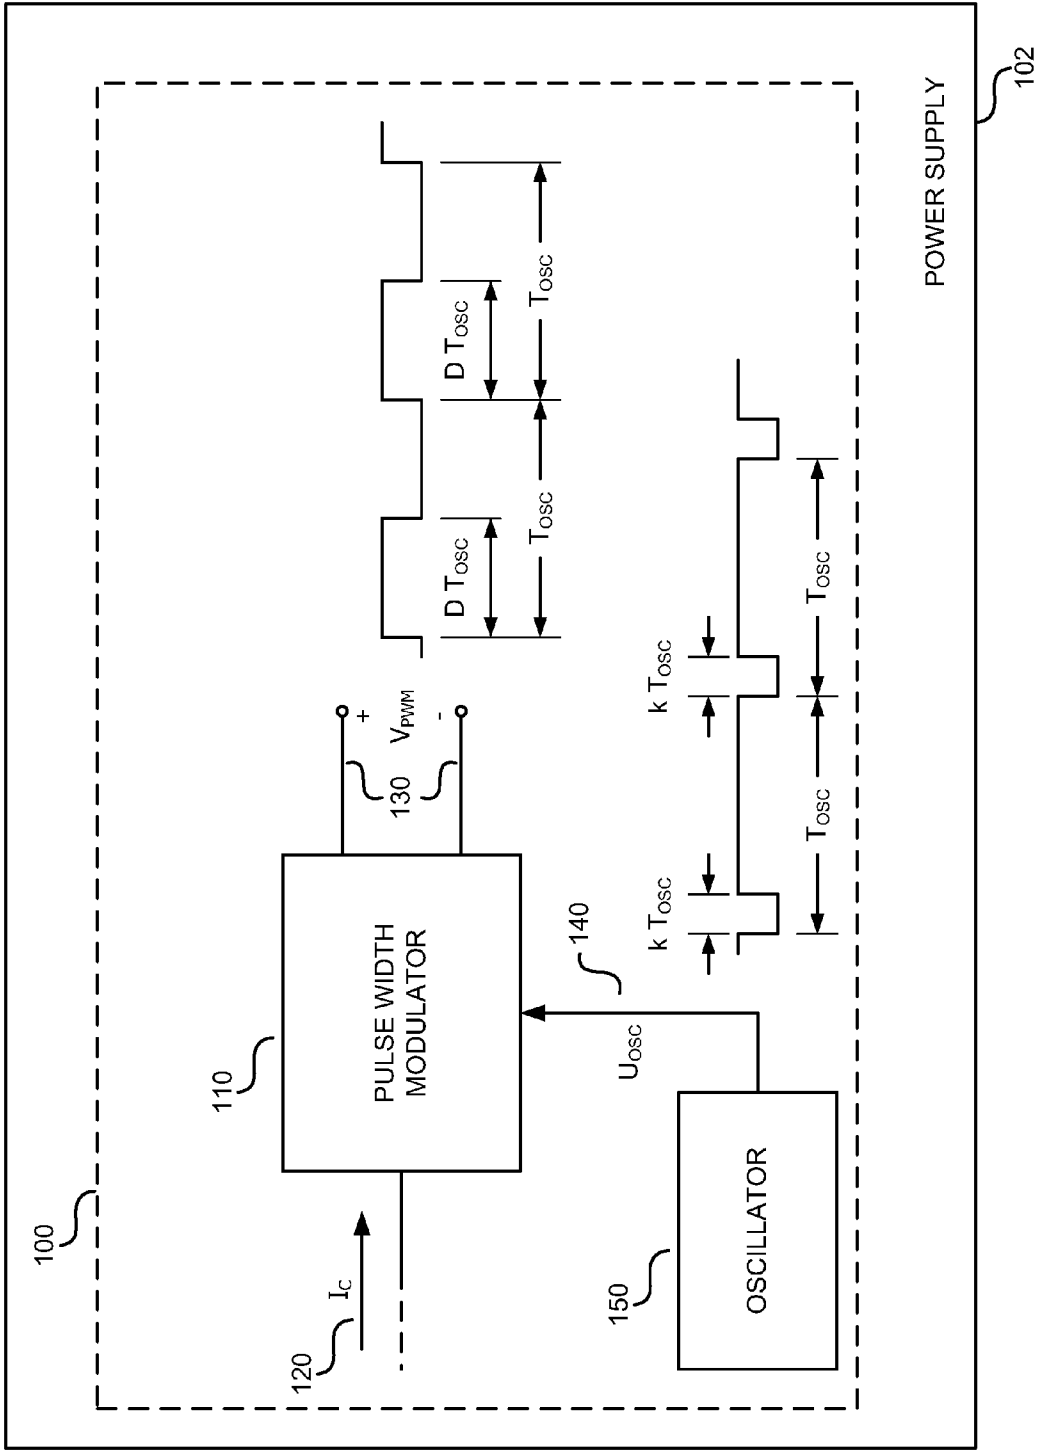 100
120
I_C
110
PULSE WIDTH
MODULATOR
130
+
V_PWM
-
D T_OSC
D T_OSC
T_OSC
T_OSC
140
U_OSC
150
OSCILLATOR
k T_OSC
k T_OSC
T_OSC
T_OSC
POWER SUPPLY
102